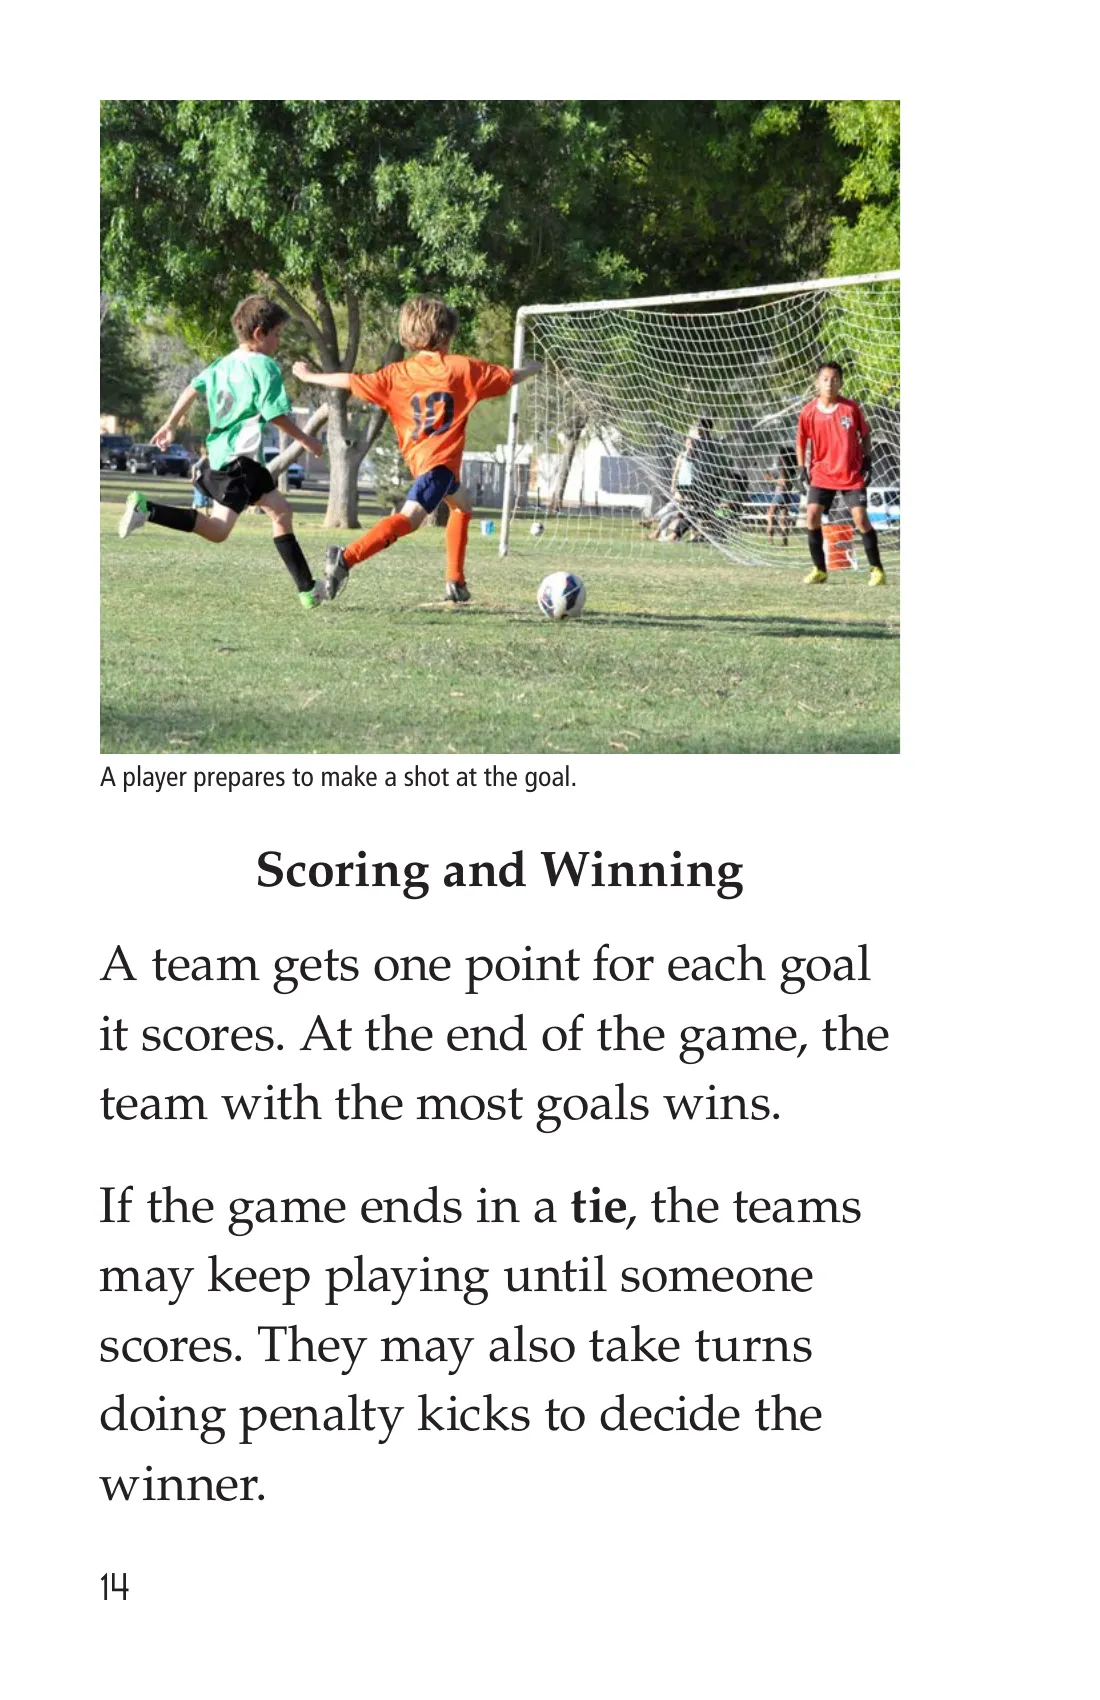 10
A player prepares to make a shot at the goal.
Scoring and Winning
A team gets one point for each goal
it scores. At the end of the game, the
team with the most goals wins.
If the game ends in a tie, the teams
may keep playing until someone
scores. They may also take turns
doing penalty kicks to decide the
winner.
14